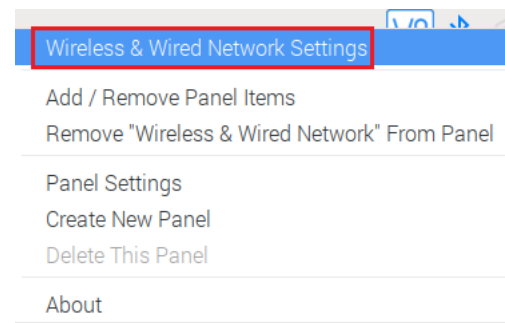 Wireless & Wired Network Settings
Add / Remove Panel Items
Remove "Wireless & Wired Network" From Panel
Panel Settings
Create New Panel
Delete This Panel
About